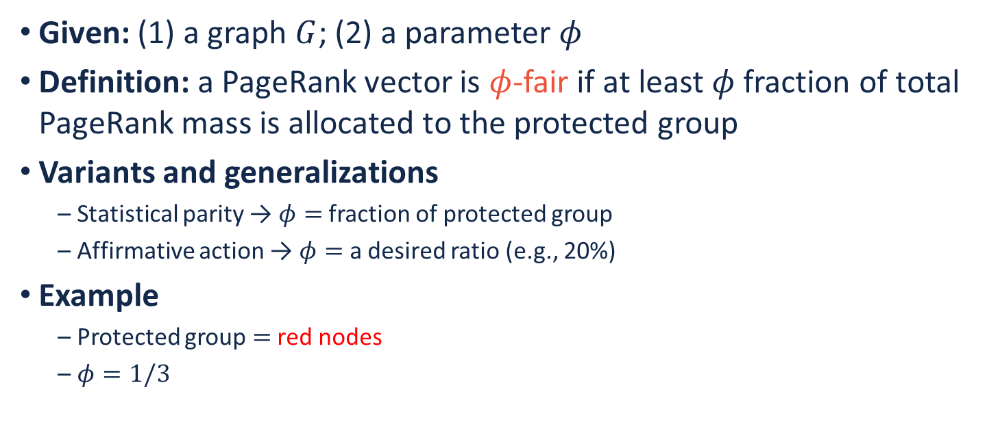 • Given: (1) a graph 𝐺; (2) a parameter 𝜙
• Definition: a PageRank vector is 𝜙-fair if at least 𝜙 fraction of total
PageRank mass is allocated to the protected group
• Variants and generalizations
– Statistical parity → 𝜙 = fraction of protected group
– Affirmative action → 𝜙 = a desired ratio (e.g., 20%)
• Example
– Protected group = red nodes
– 𝜙 = 1/3